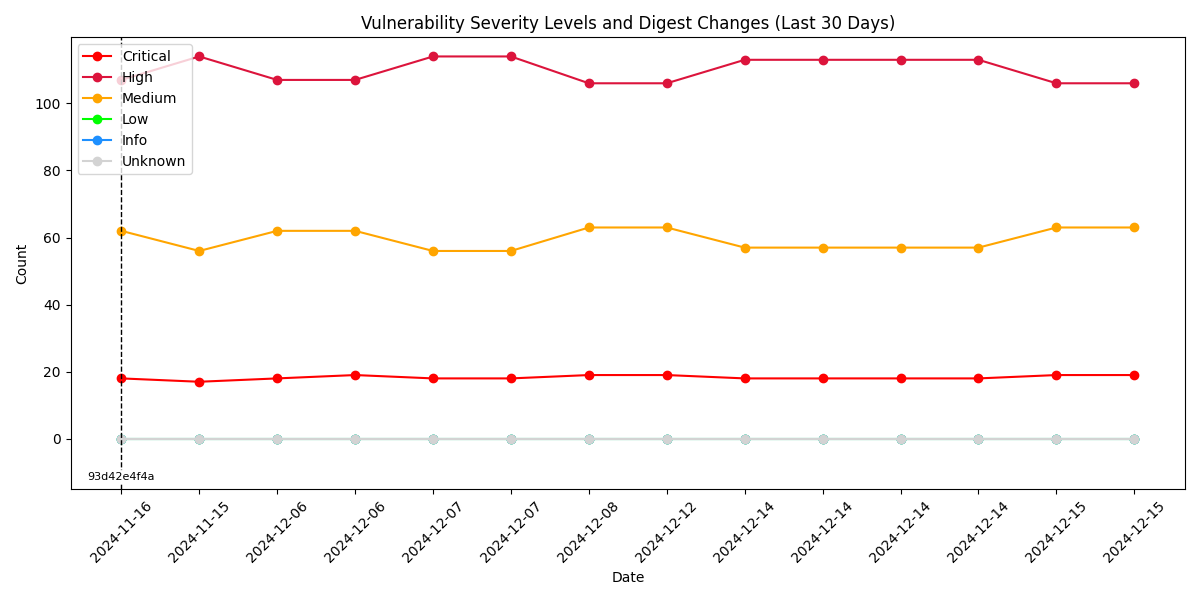 Vulnerability Severity Levels and Digest Changes (Last 30 Days)
Critical
High
Medium
Low
Info
Unknown
100
80
60
40
20
0
Count
93d42e4f4a
2024-11-16
2024-11-15
2024-12-06
2024-12-06
2024-12-07
2024-12-07
2024-12-08
2024-12-12
2024-12-14
2024-12-14
2024-12-14
2024-12-14
2024-12-15
2024-12-15
Date